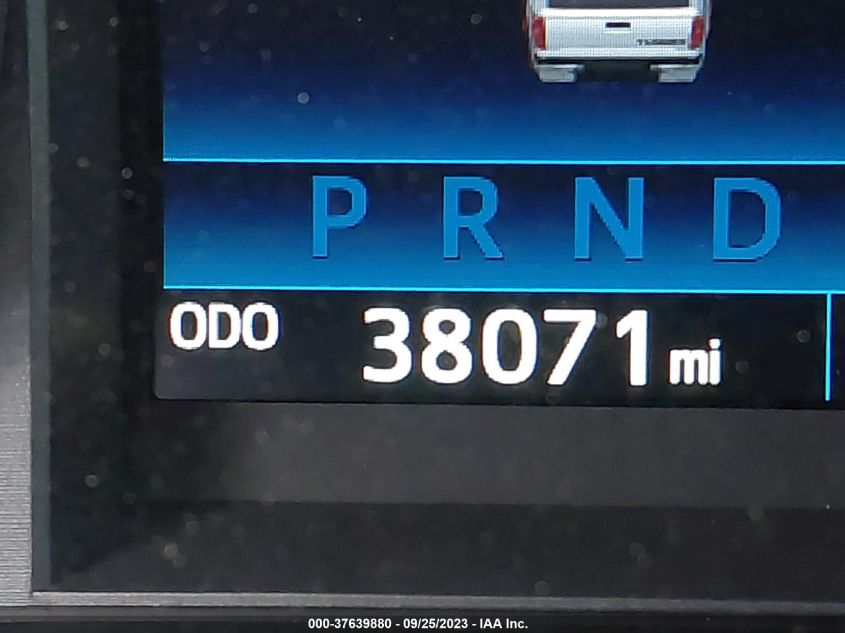 P R N D
ODO 38071 mi
000-37639880 - 09/25/2023 - IAA Inc.